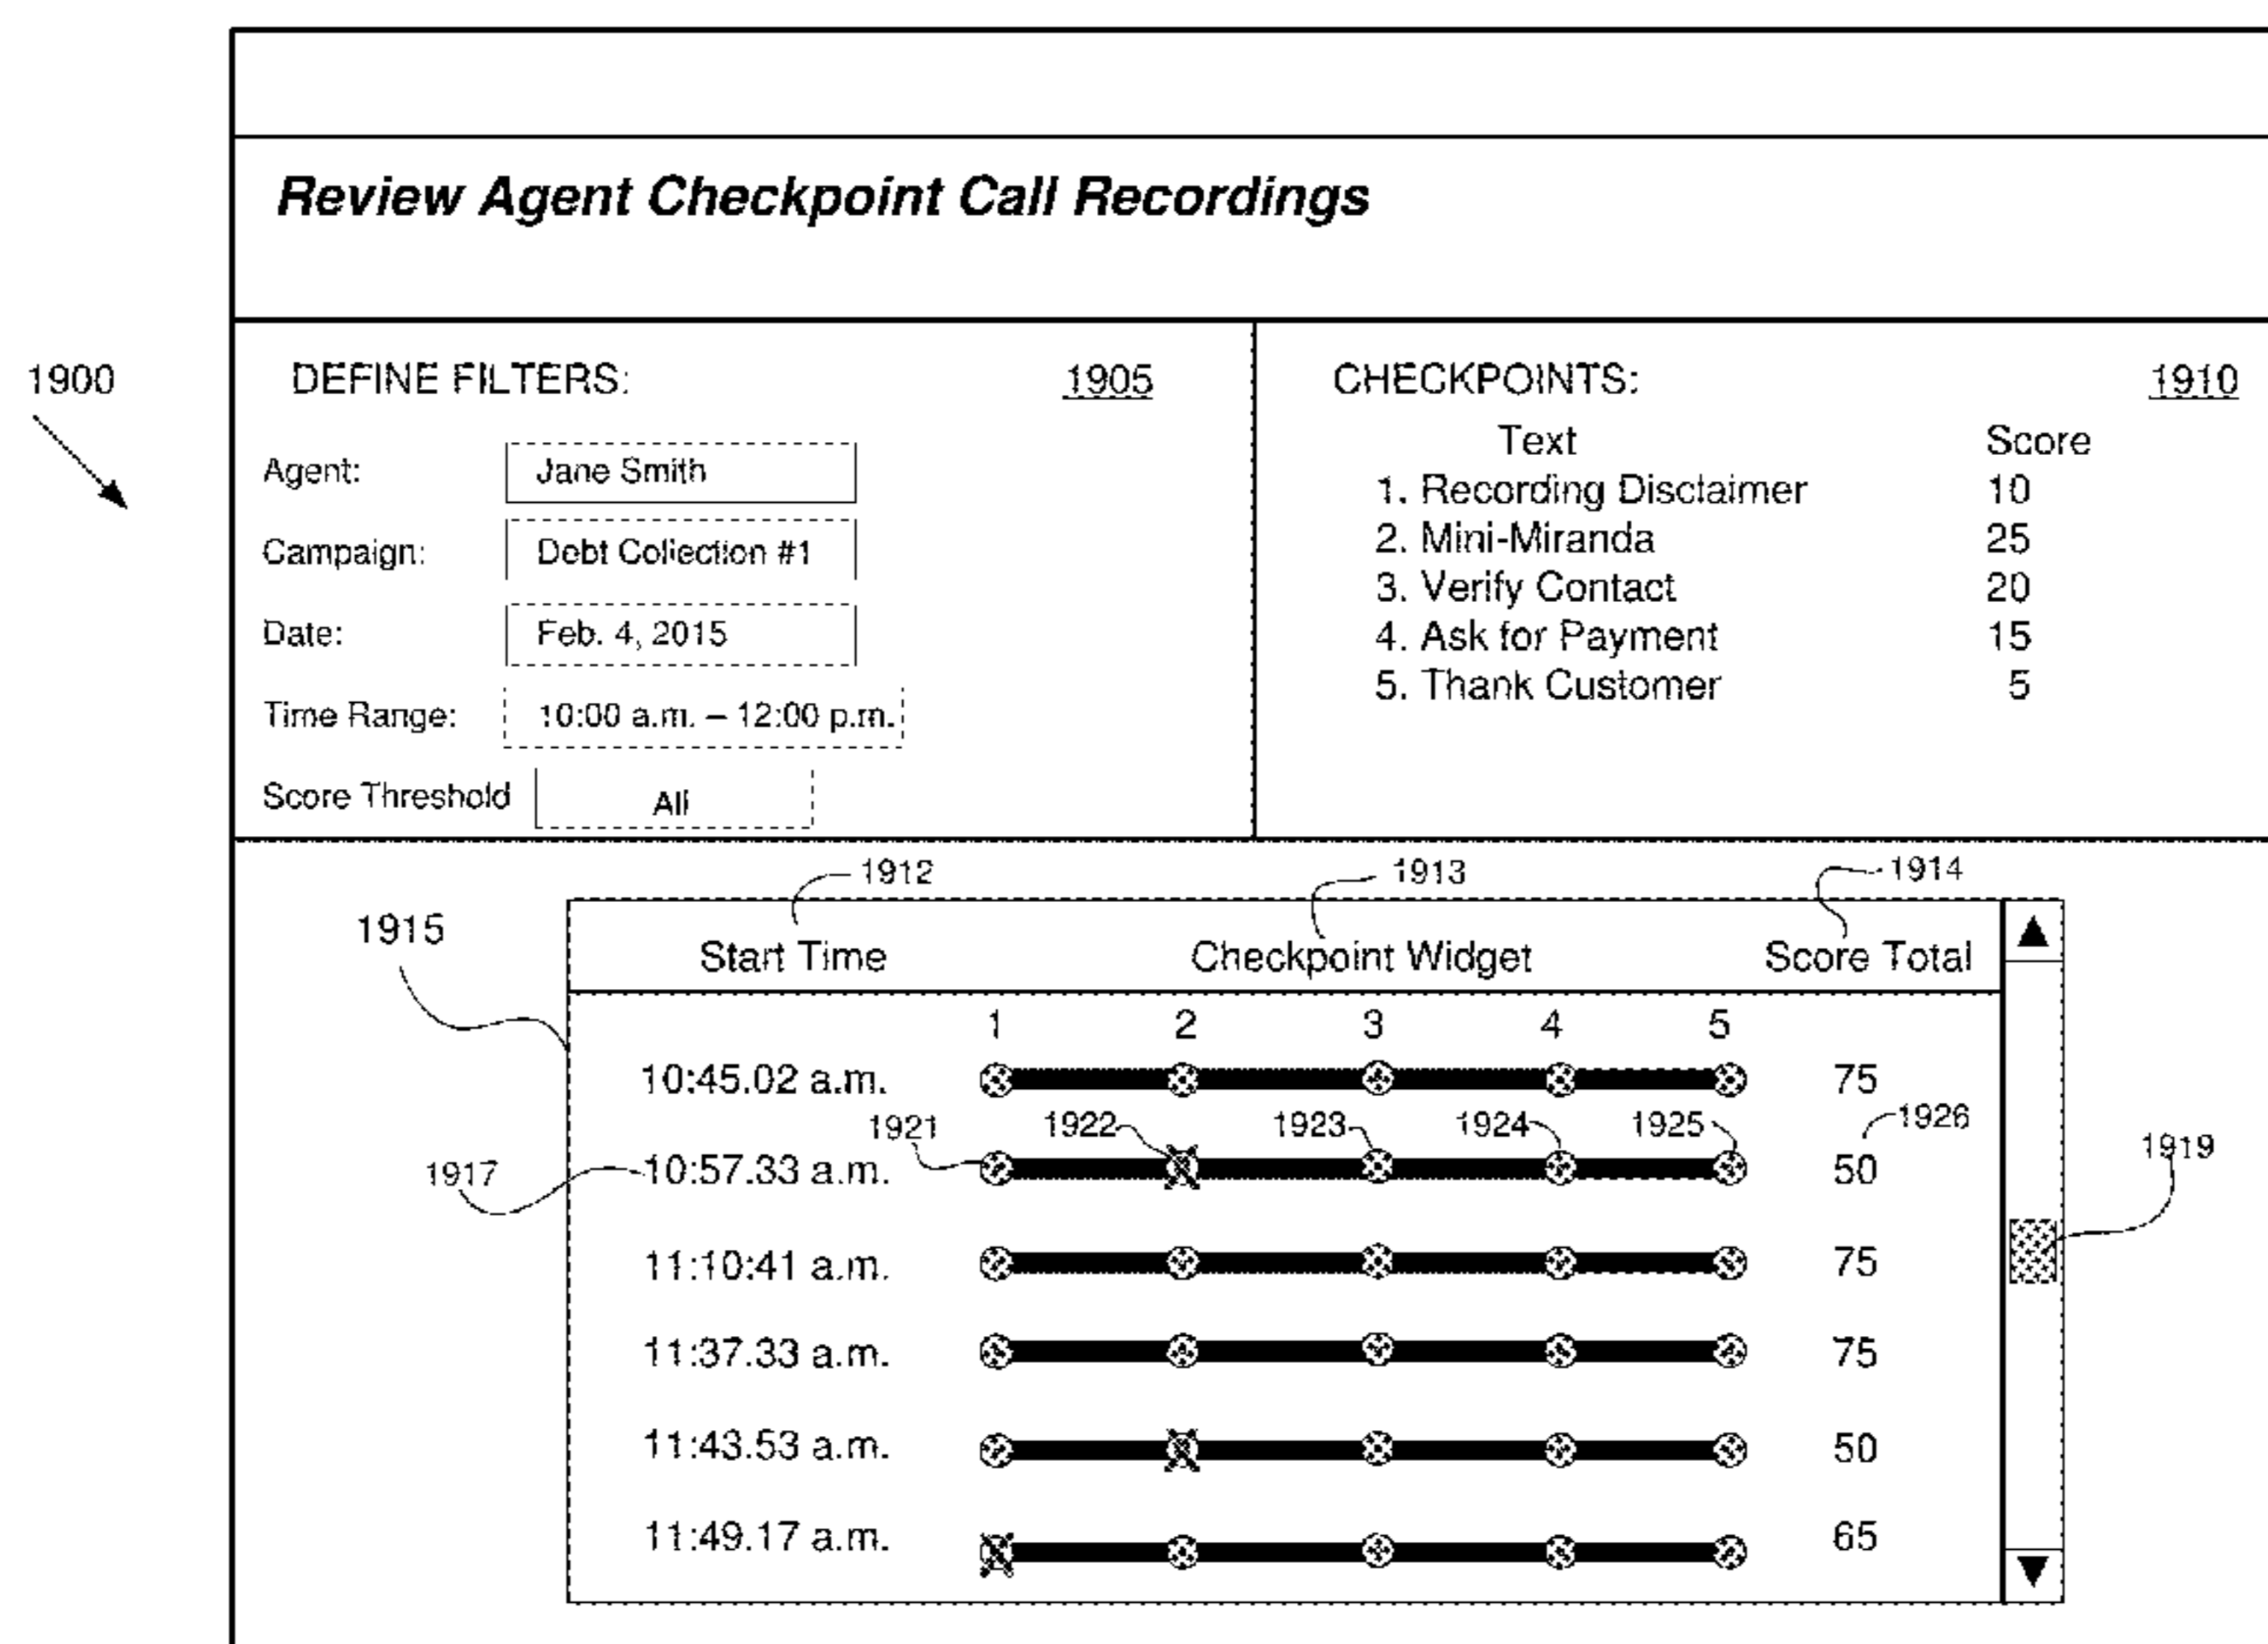 Review Agent Checkpoint Call Recordings
1900
DEFINE FILTERS: 1905
Agent: Jane Smith
Campaign: Debt Collection #1
Date: Feb. 4, 2015
Time Range: 10:00 a.m. – 12:00 p.m.
Score Threshold All
CHECKPOINTS: 1910
Text Score
1. Recording Disclaimer 10
2. Mini-Miranda 25
3. Verify Contact 20
4. Ask for Payment 15
5. Thank Customer 5
1912 1913 1914
1915
Start Time Checkpoint Widget Score Total
1 2 3 4 5
10:45.02 a.m. 75
1921 1922 1923 1924 1925 1926
1917 10:57.33 a.m. 50 1919
11:10:41 a.m. 75
11:37.33 a.m. 75
11:43.53 a.m. 50
11:49.17 a.m. 65